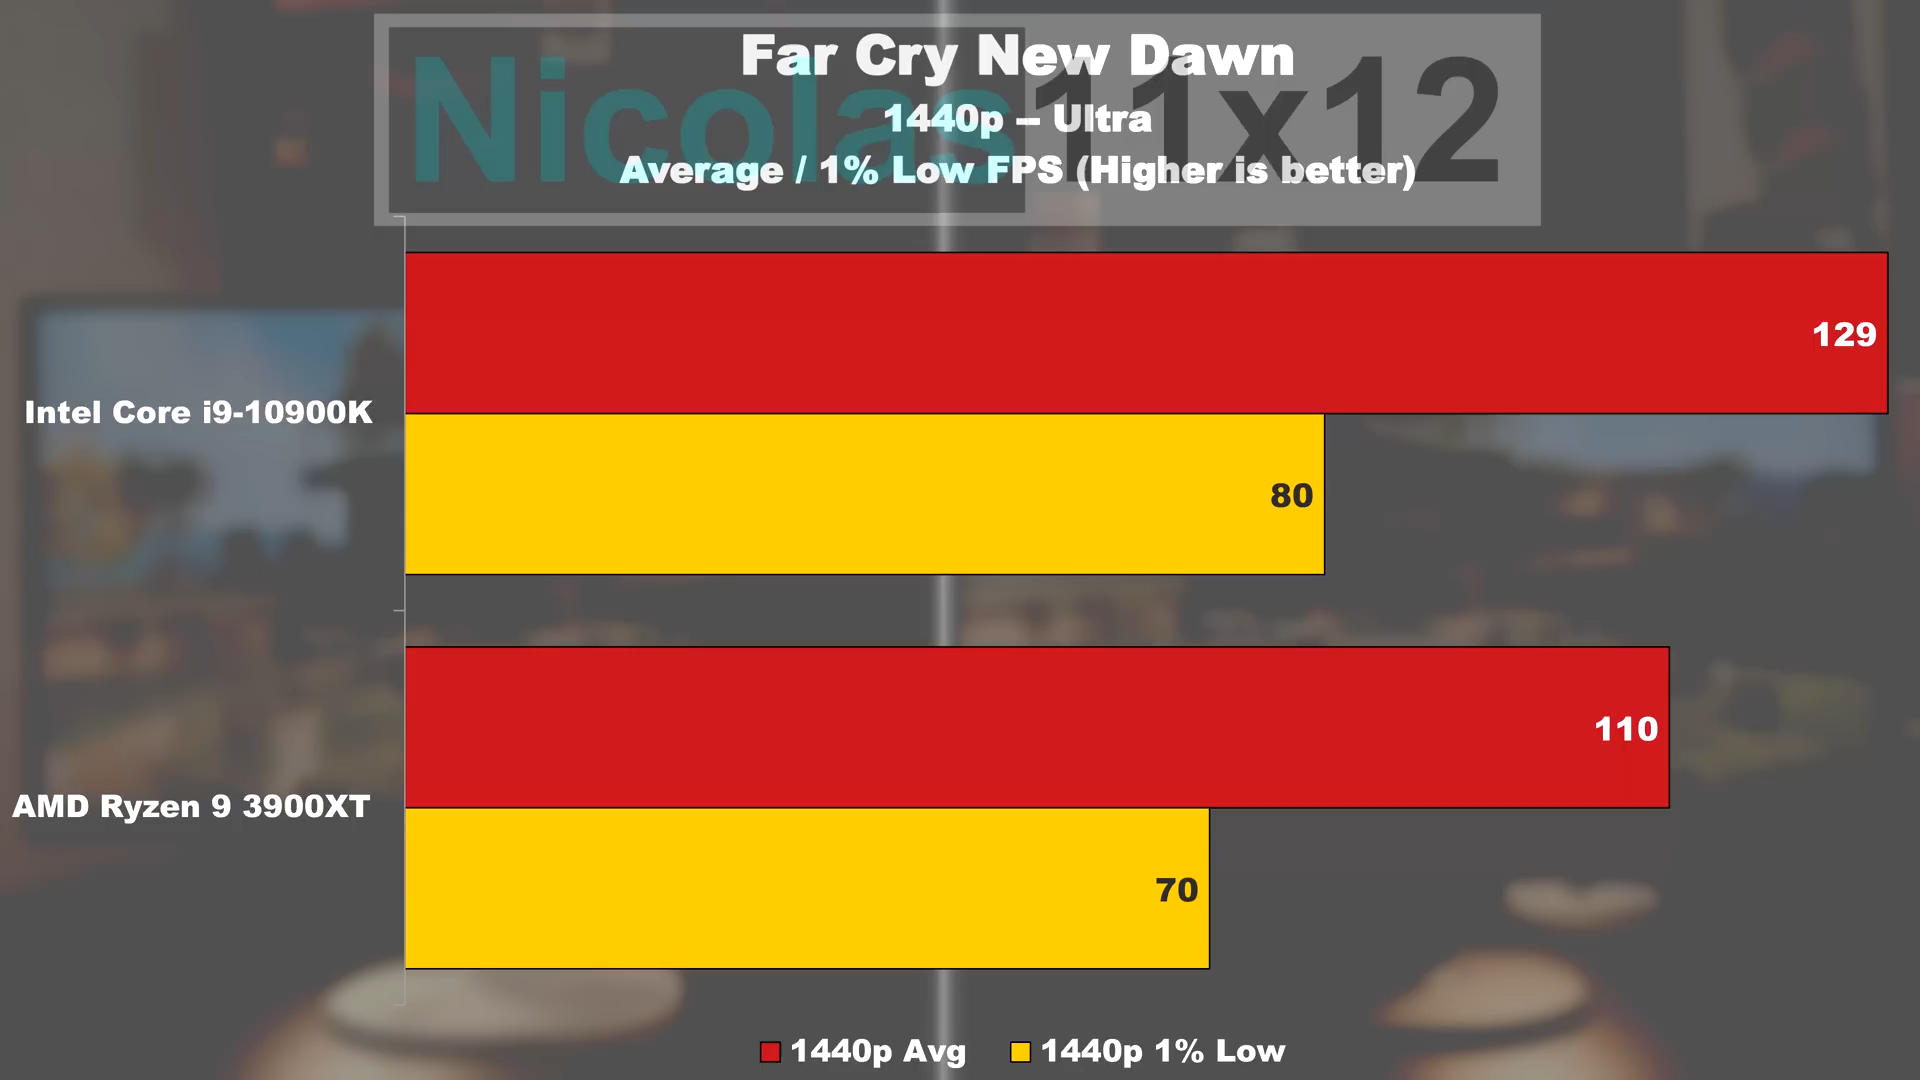 Far Cry New Dawn
Nicolas11x12
1440p – Ultra
Average / 1% Low FPS (Higher is better)
129
Intel Core i9-10900K
80
110
AMD Ryzen 9 3900XT
70
1440p Avg
1440p 1% Low